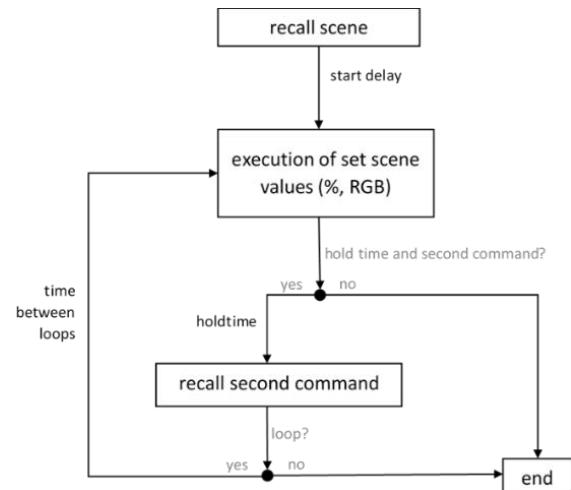 recall scene
start delay
execution of set scene
values (%, RGB)
hold time and second command?
yes no
time
between
loops
holdtime
recall second command
loop?
yes no
end